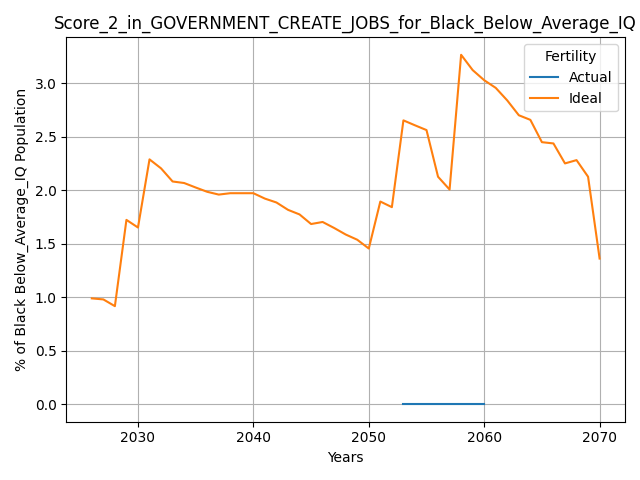 Score_2_in_GOVERNMENT_CREATE_JOBS_for_Black_Below_Average_IQ
Fertility
Actual
Ideal
% of Black Below_Average_IQ Population
3.0
2.5
2.0
1.5
1.0
0.5
0.0
2030 2040 2050 2060 2070
Years